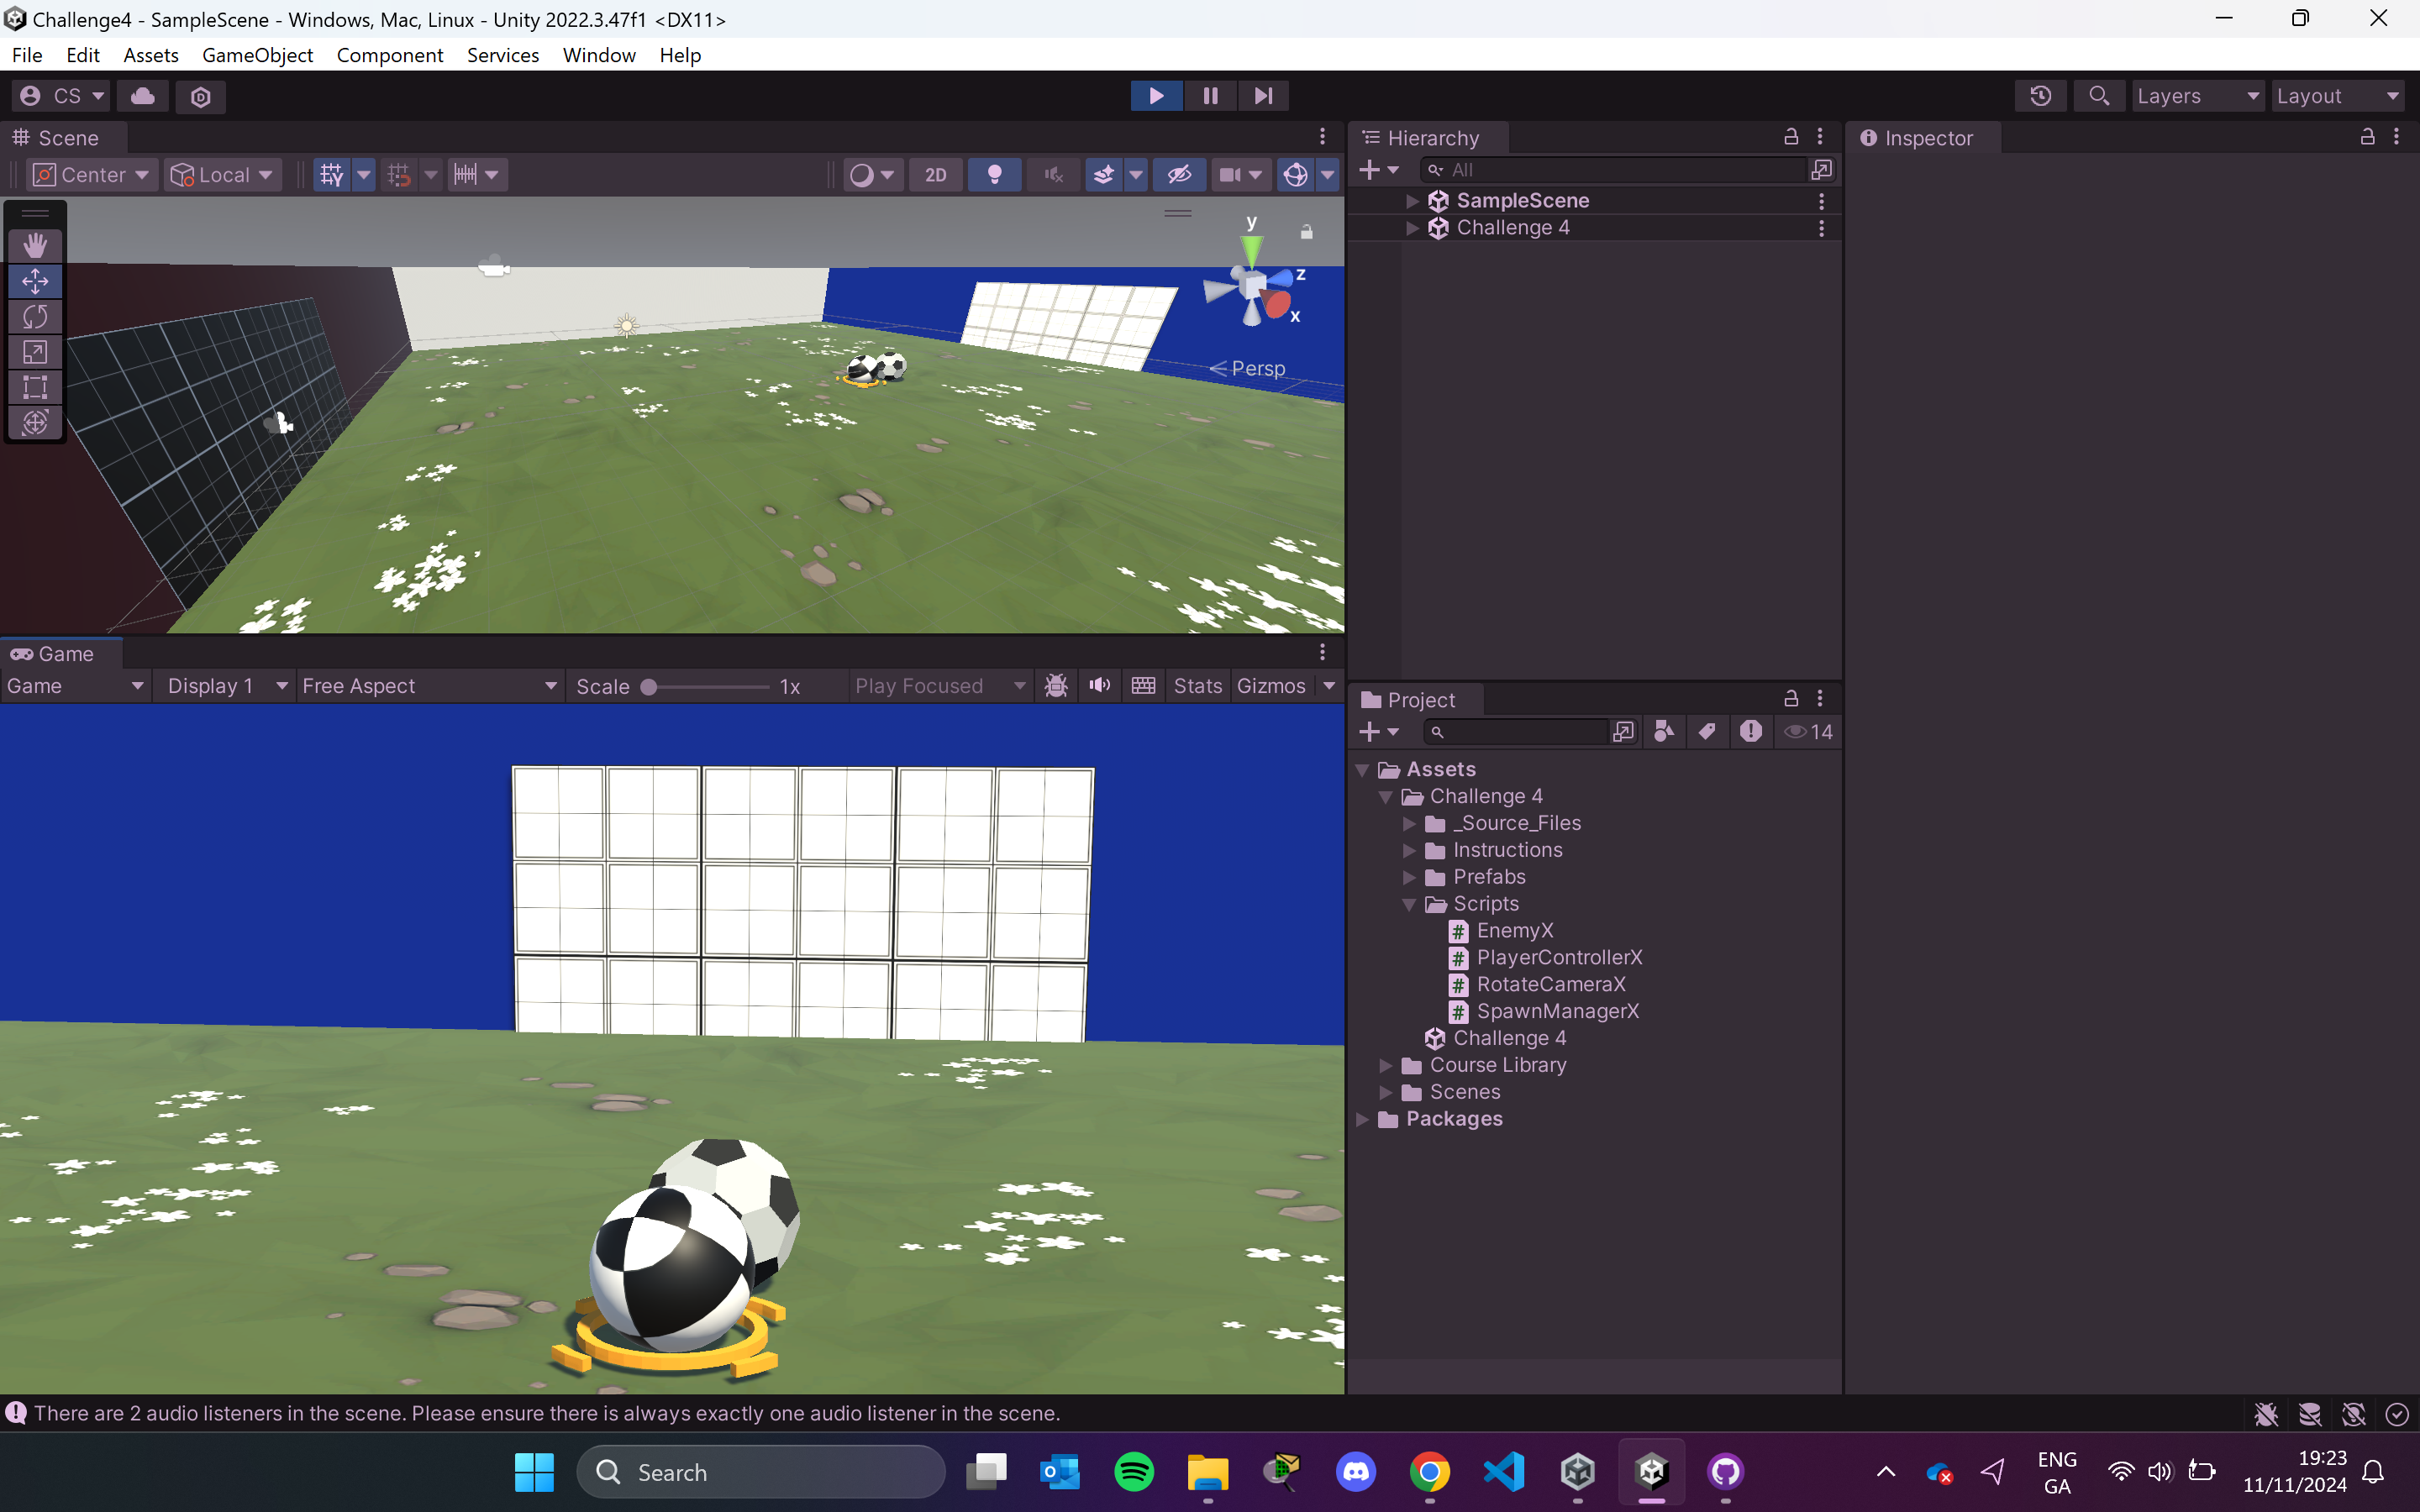 Challenge4 - SampleScene - Windows, Mac, Linux - Unity 2022.3.47f1 <DX11>
File Edit Assets GameObject Component Services Window Help
CS Layers Layout
Scene
Center Local 2D
y
z
x
Persp
Game
Game Display 1 Free Aspect Scale 1x Play Focused Stats Gizmos
Hierarchy
All
SampleScene
Challenge 4
Project
14
Assets
Challenge 4
_Source_Files
Instructions
Prefabs
Scripts
EnemyX
PlayerControllerX
RotateCameraX
SpawnManagerX
Challenge 4
Course Library
Scenes
Packages
Inspector
There are 2 audio listeners in the scene. Please ensure there is always exactly one audio listener in the scene.
Search
ENG
GA
19:23
11/11/2024